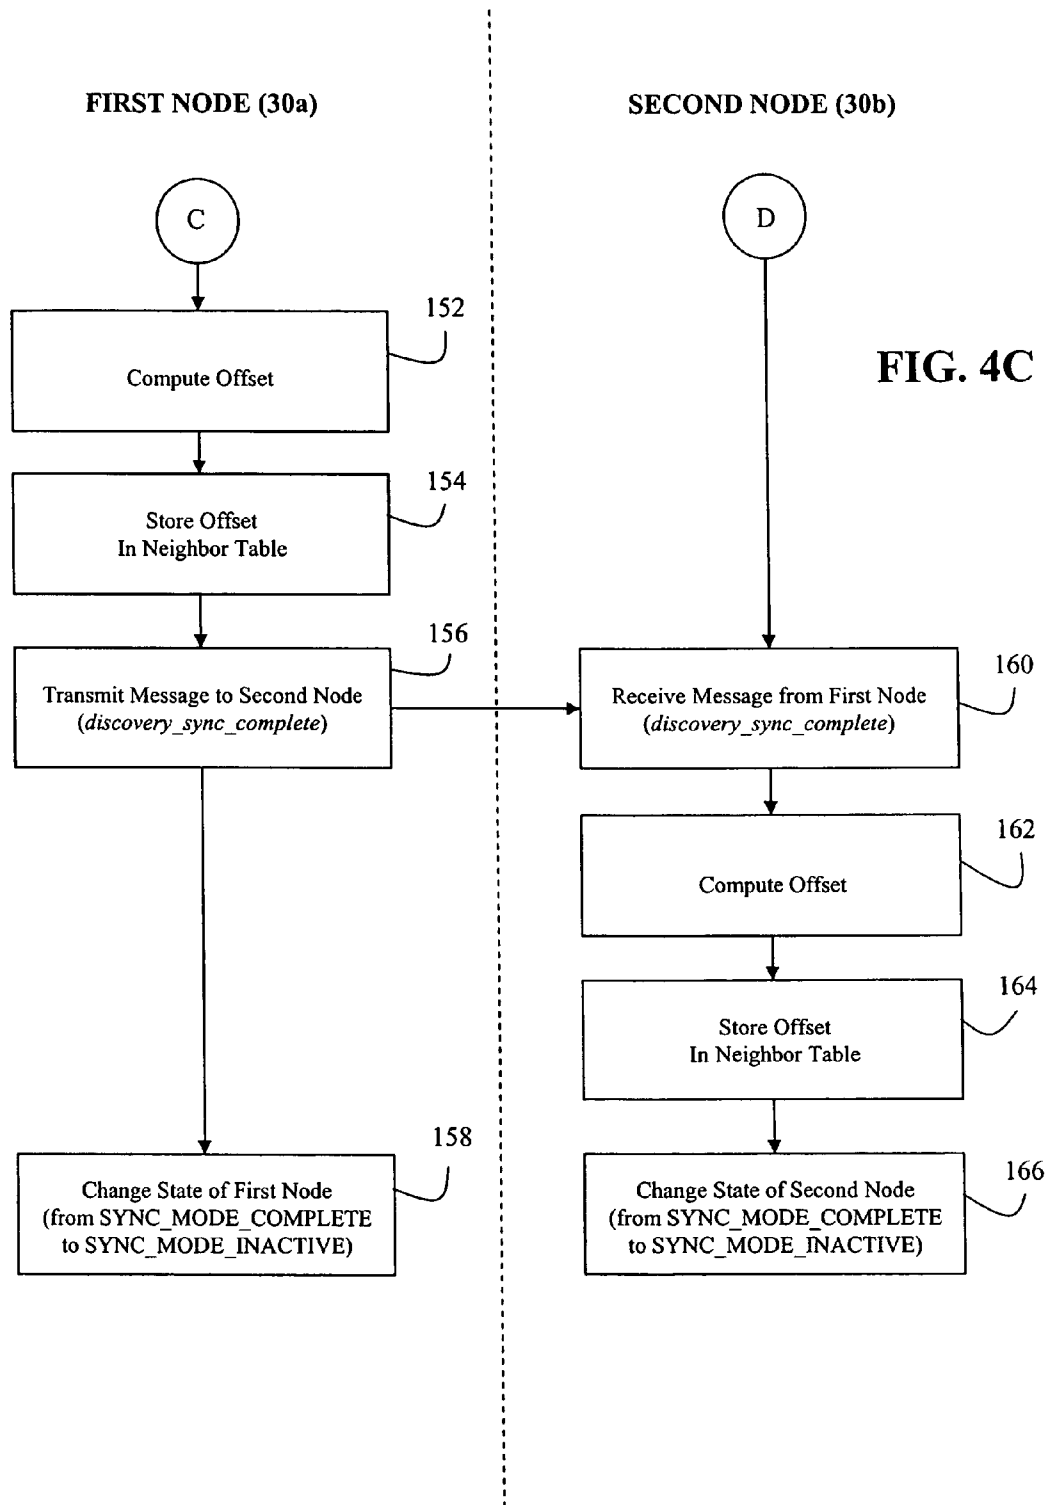 FIRST NODE (30a)
SECOND NODE (30b)
C
D
152
Compute Offset
FIG. 4C
154
Store Offset
In Neighbor Table
156
Transmit Message to Second Node
(discovery_sync_complete)
160
Receive Message from First Node
(discovery_sync_complete)
162
Compute Offset
164
Store Offset
In Neighbor Table
158
Change State of First Node
(from SYNC_MODE_COMPLETE
to SYNC_MODE_INACTIVE)
166
Change State of Second Node
(from SYNC_MODE_COMPLETE
to SYNC_MODE_INACTIVE)